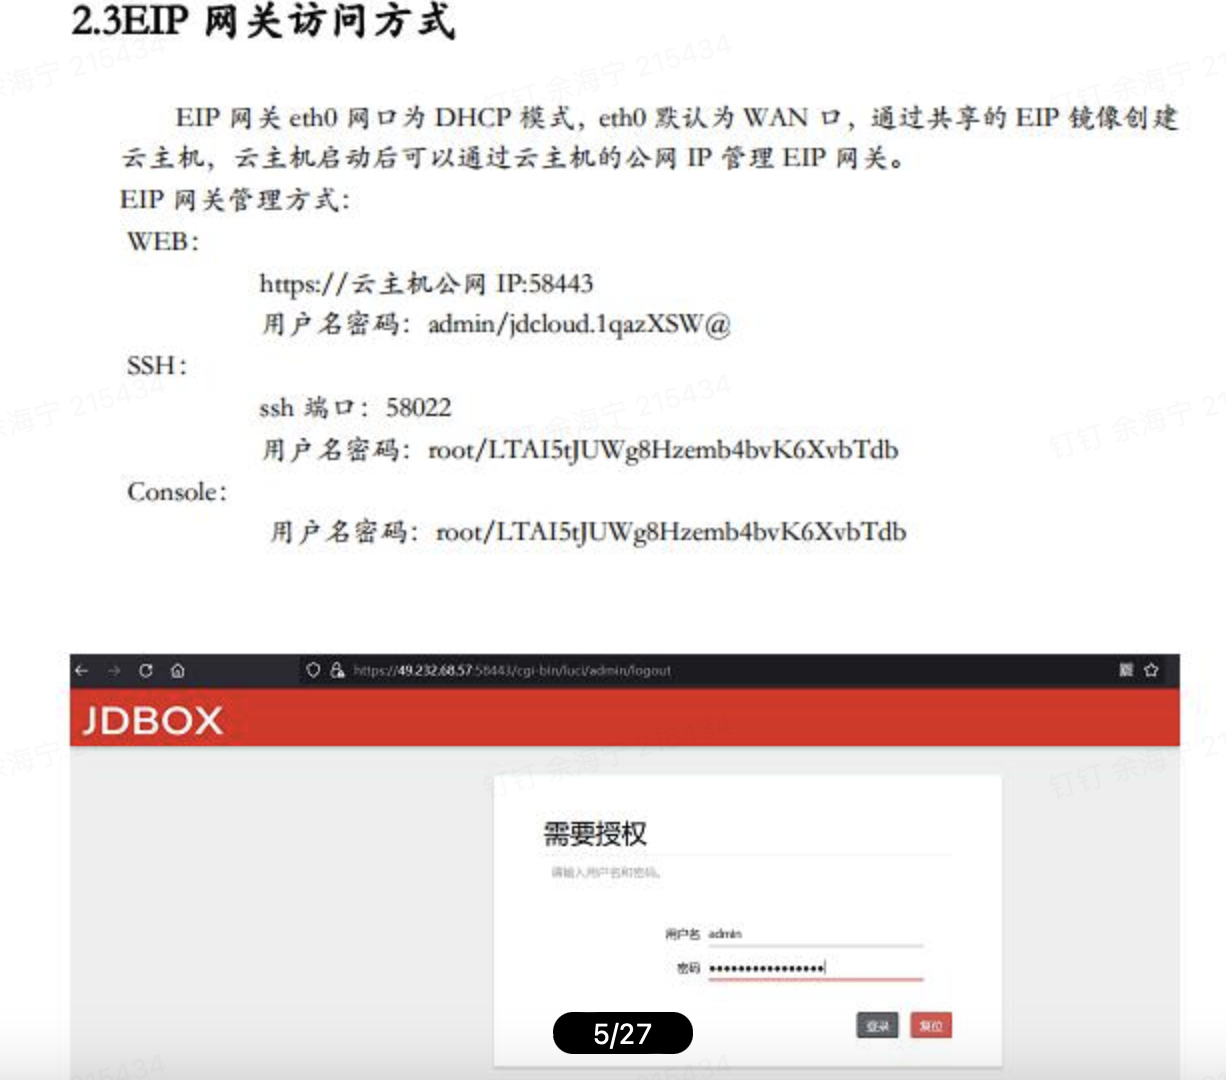 2.3EIP 网关访问方式
EIP 网关 eth0 网口为 DHCP 模式，eth0 默认为 WAN 口，通过共享的 EIP 镜像创建
云主机，云主机启动后可以通过云主机的公网 IP 管理 EIP 网关。
EIP 网关管理方式：
WEB：
https://云主机公网 IP:58443
用户名密码：admin/jdcloud.1qazXSW@
SSH：
ssh 端口：58022
用户名密码：root/LTAI5tJUWg8Hzemb4bvK6XvbTdb
Console：
用户名密码：root/LTAI5tJUWg8Hzemb4bvK6XvbTdb
https://49.232.68.57:58443/cgi-bin/luci/admin/logout
JDBOX
需要授权
请输入用户名和密码。
用户名 admin
密码 ••••••••••••••••
登录 复位
5/27
钉钉 余海宁 215434